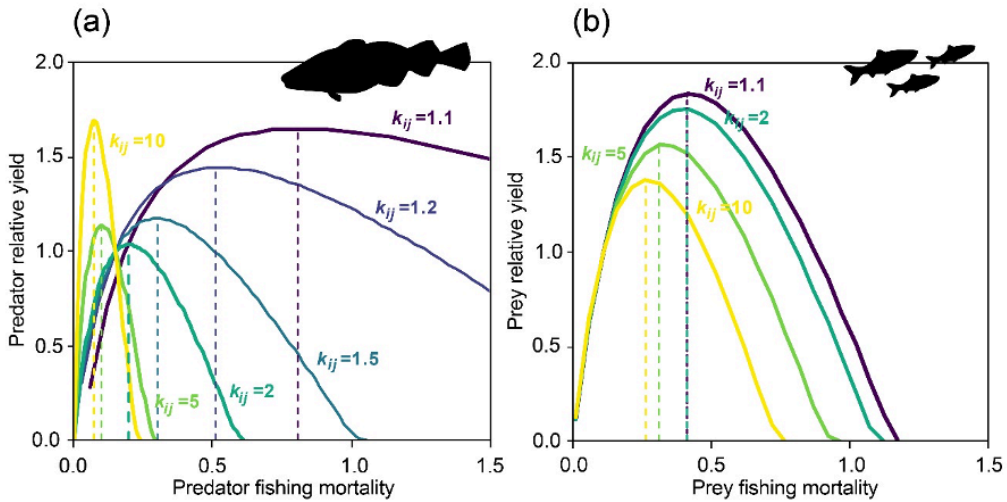 (a)
2.0
1.5
1.0
0.5
0.0
0.0
0.5
1.0
1.5
Predator relative yield
Predator fishing mortality
k_ij=10
k_ij=1.1
k_ij=1.2
k_ij=1.5
k_ij=2
k_ij=5
(b)
2.0
1.5
1.0
0.5
0.0
0.0
0.5
1.0
1.5
Prey relative yield
Prey fishing mortality
k_ij=1.1
k_ij=2
k_ij=5
k_ij=10